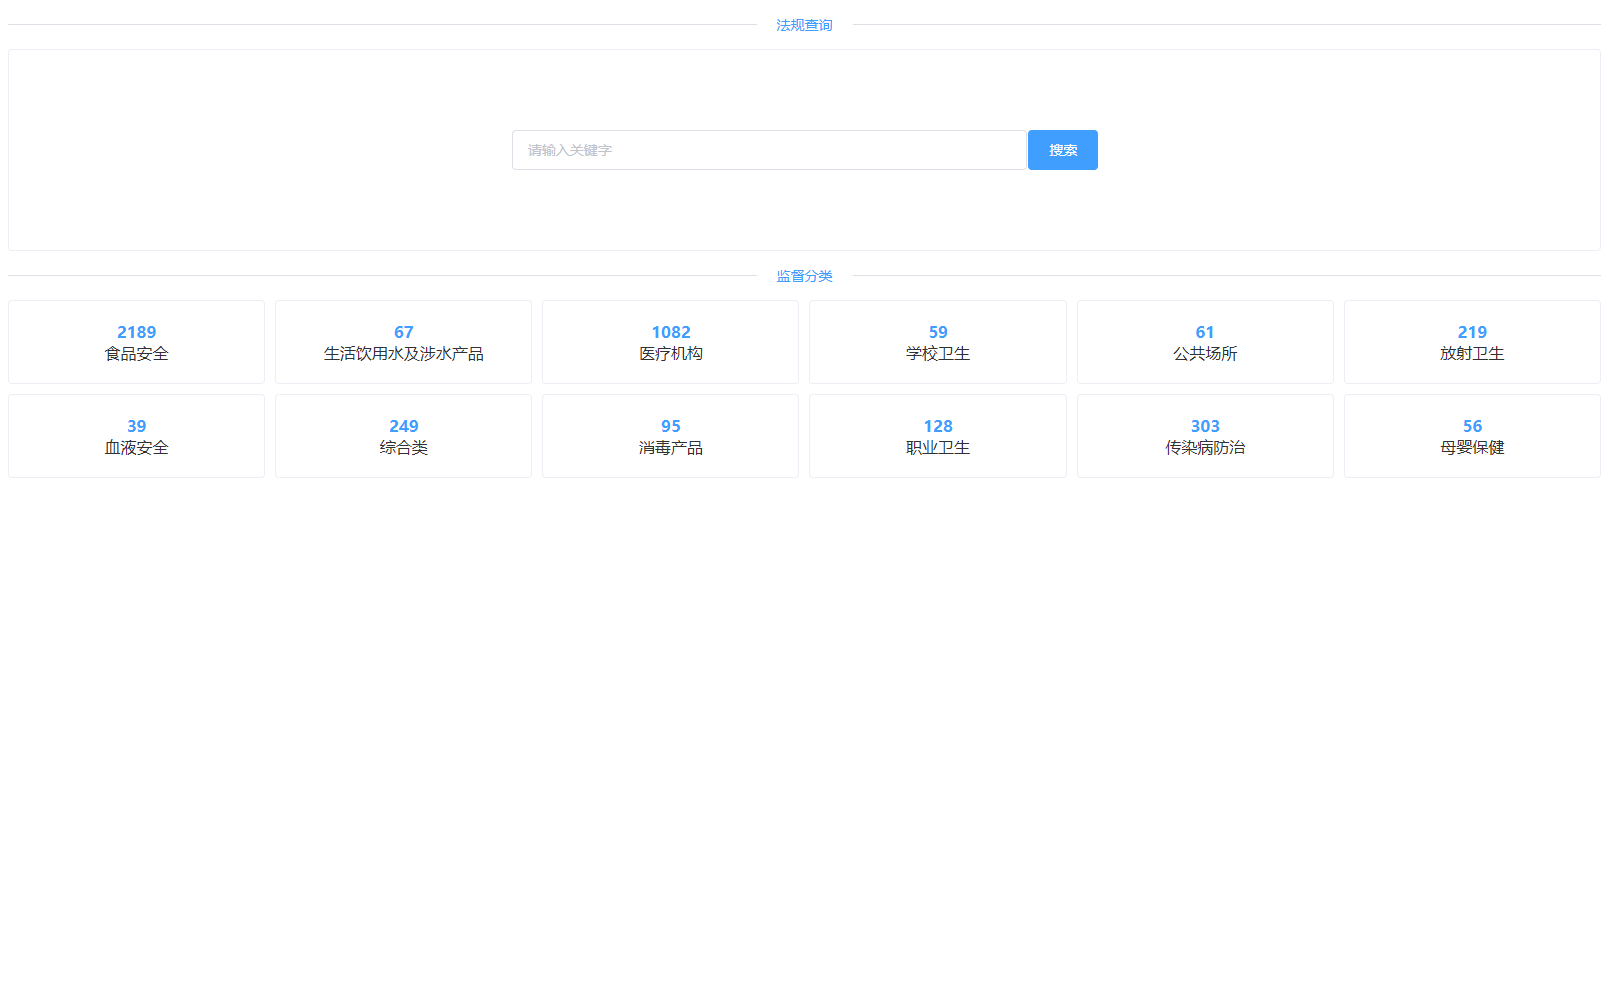 法规查询
请输入关键字
搜索
监督分类
2189
食品安全
67
生活饮用水及涉水产品
1082
医疗机构
59
学校卫生
61
公共场所
219
放射卫生
39
血液安全
249
综合类
95
消毒产品
128
职业卫生
303
传染病防治
56
母婴保健